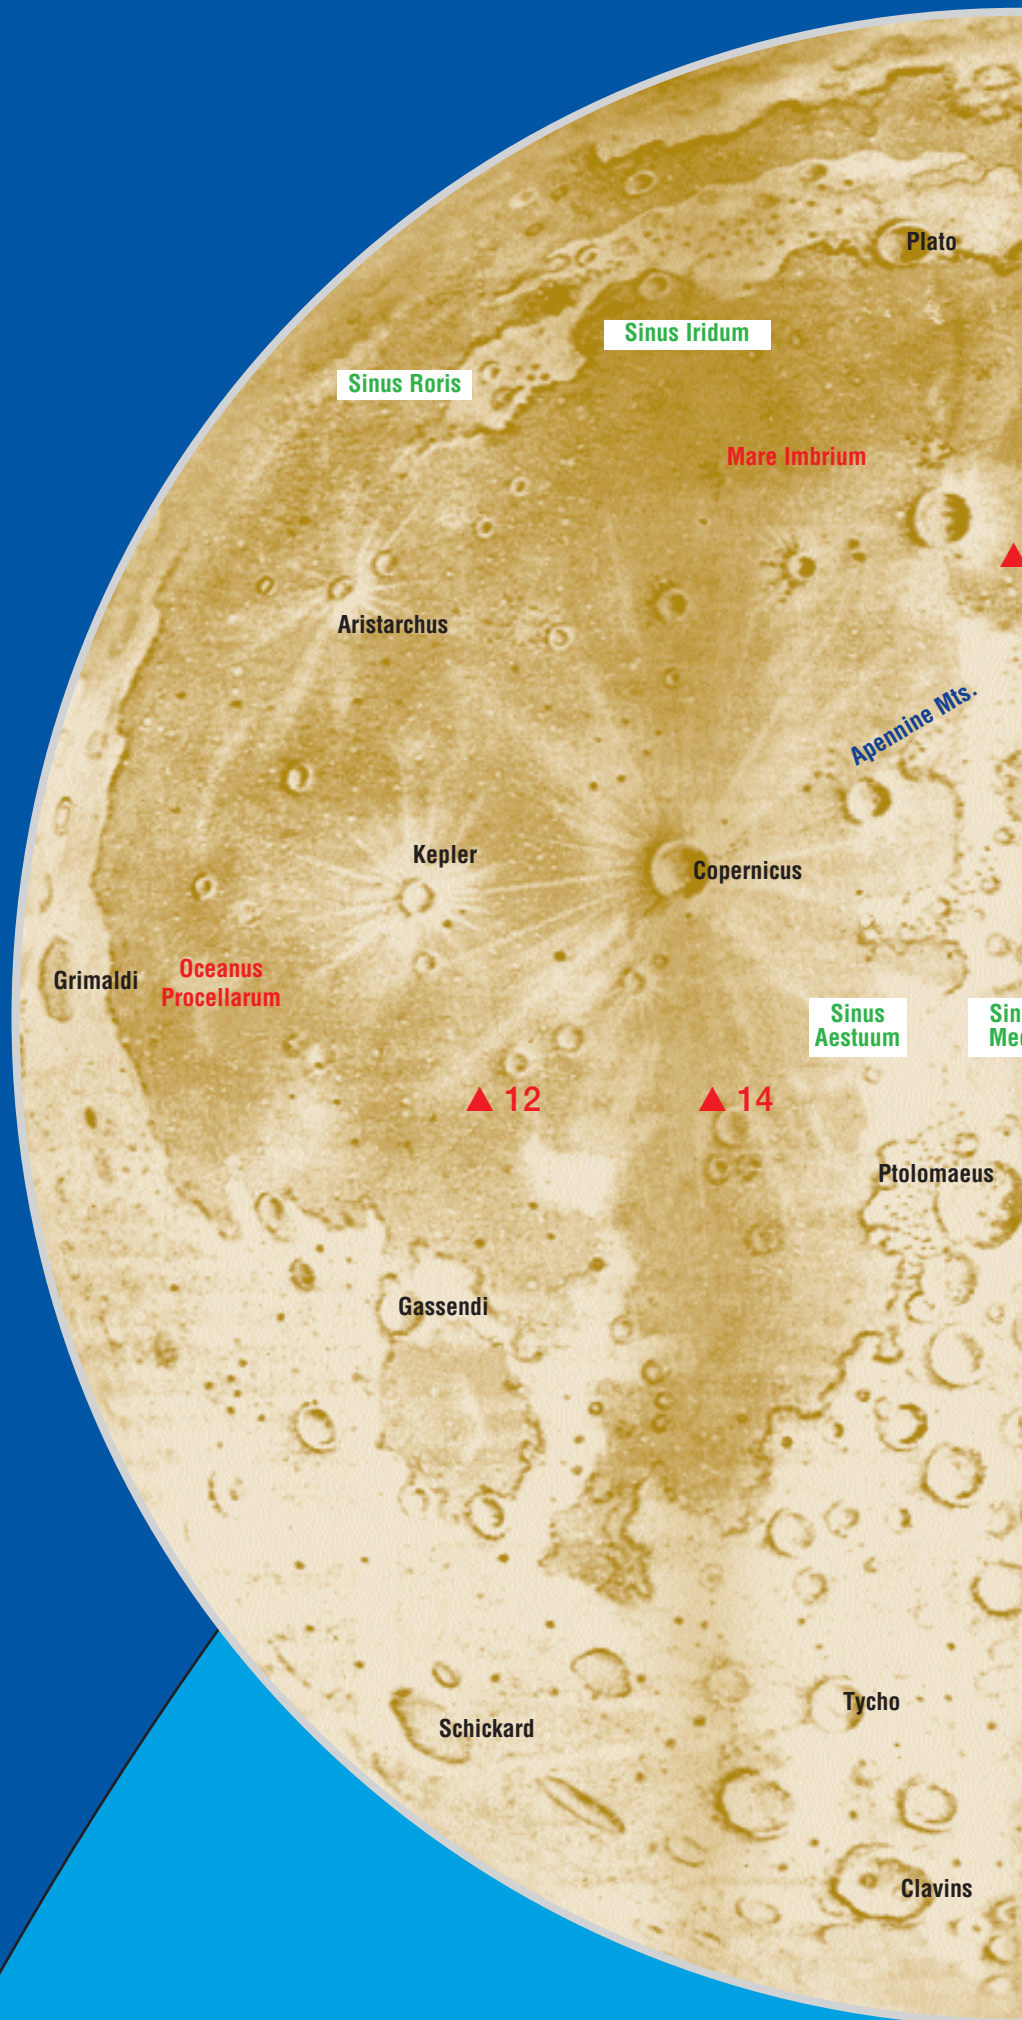 Plato
Sinus Iridum
Sinus Roris
Mare Imbrium
Aristarchus
Apennine Mts.
Kepler
Copernicus
Grimaldi
Oceanus
Procellarum
Sinus
Aestuum
12
14
Ptolomaeus
Gassendi
Tycho
Schickard
Clavins